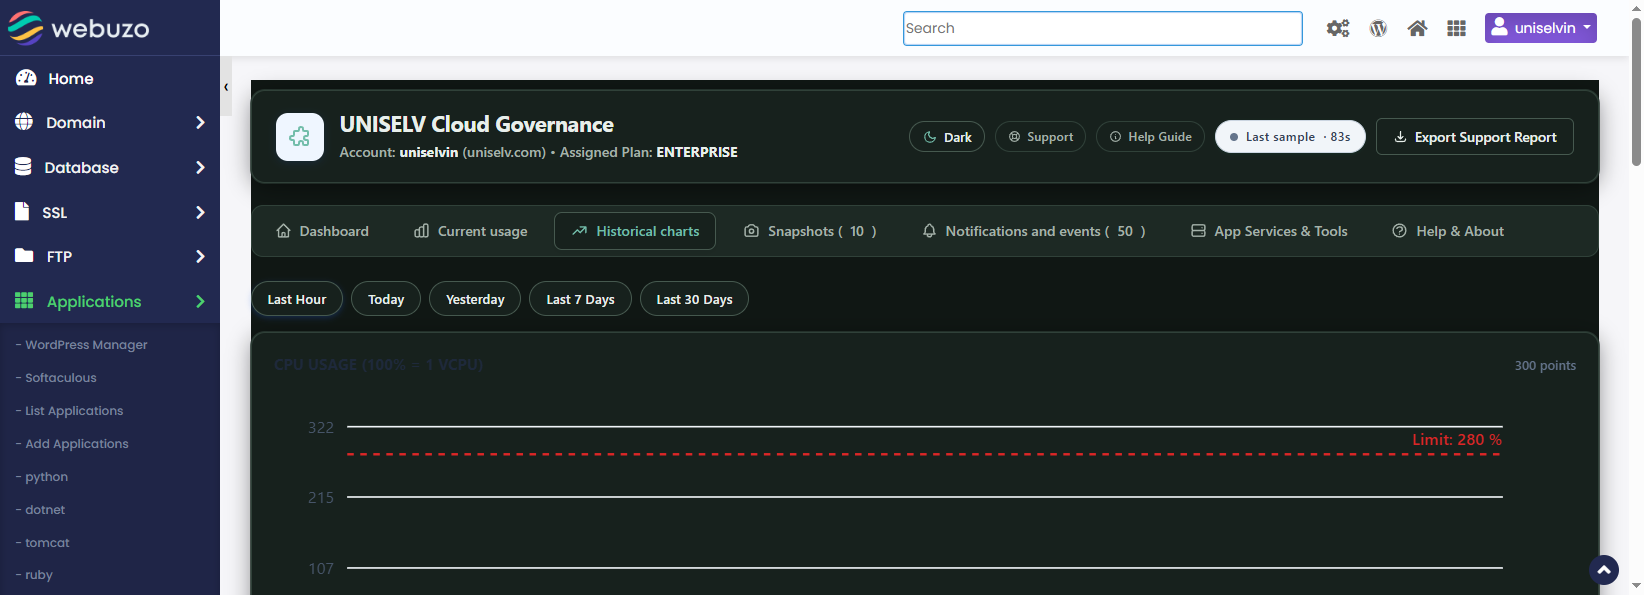 webuzo
Search
uniselvin
Home
Domain
Database
SSL
FTP
Applications
- WordPress Manager
- Softaculous
- List Applications
- Add Applications
- python
- dotnet
- tomcat
- ruby
UNISELV Cloud Governance
Account: uniselvin (uniselv.com) • Assigned Plan: ENTERPRISE
Dark
Support
Help Guide
Last sample · 83s
Export Support Report
Dashboard
Current usage
Historical charts
Snapshots ( 10 )
Notifications and events ( 50 )
App Services & Tools
Help & About
Last Hour
Today
Yesterday
Last 7 Days
Last 30 Days
CPU USAGE (100% = 1 VCPU)
300 points
322
Limit: 280 %
215
107